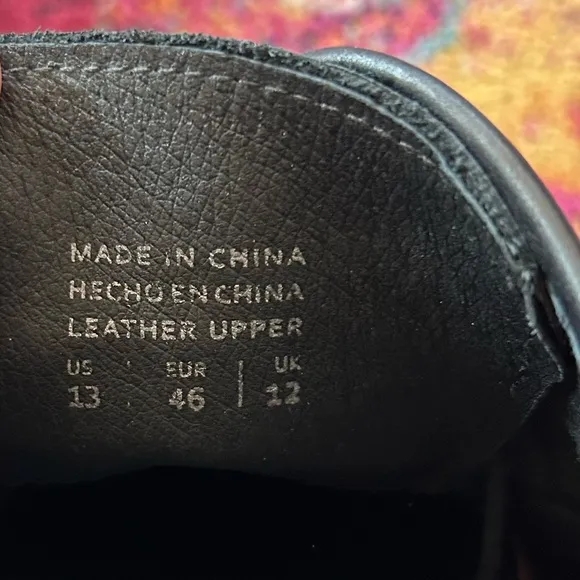 MADE IN CHINA
HECHO EN CHINA
LEATHER UPPER
US | EUR | UK
13 | 46 | 12